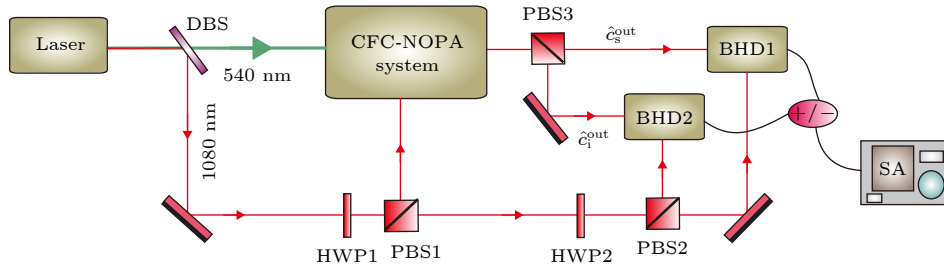 DBS
PBS3
Laser
CFC-NOPA
system
540 nm
ĉ_s^out
BHD1
1080 nm
BHD2
+/−
ĉ_i^out
SA
HWP1
PBS1
HWP2
PBS2